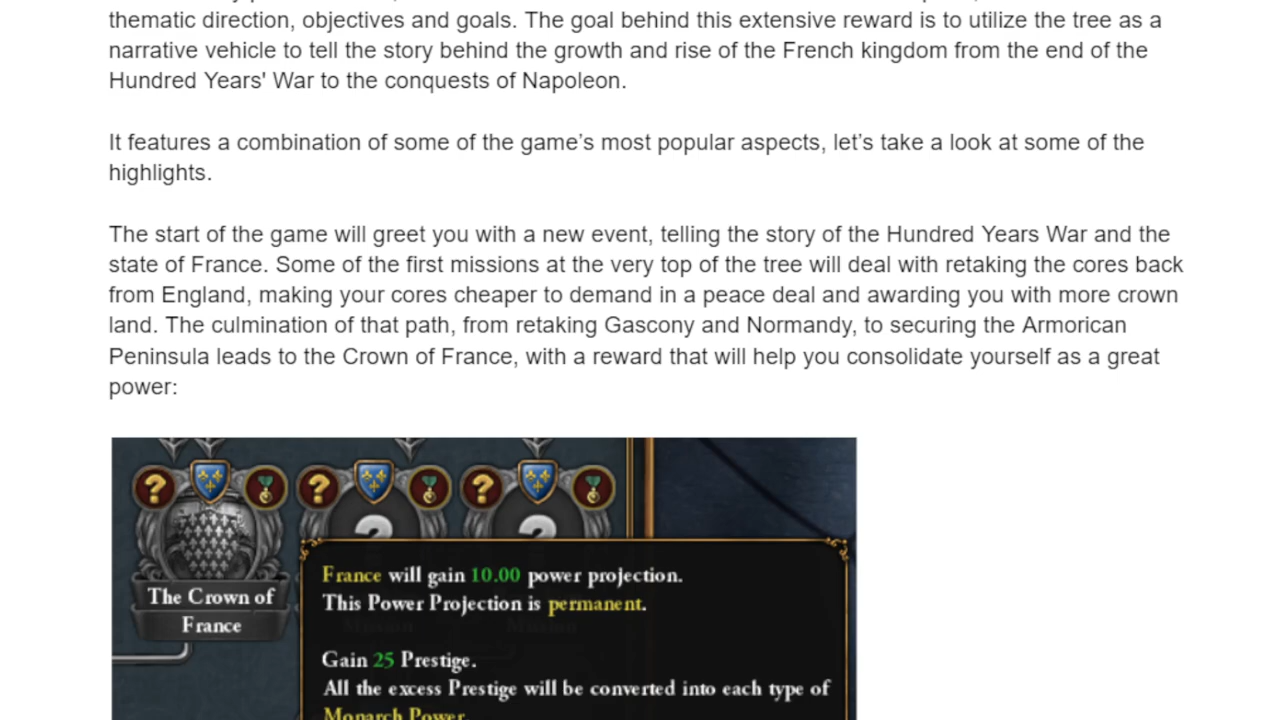 thematic direction, objectives and goals. The goal behind this extensive reward is to utilize the tree as a
narrative vehicle to tell the story behind the growth and rise of the French kingdom from the end of the
Hundred Years' War to the conquests of Napoleon.
It features a combination of some of the game’s most popular aspects, let’s take a look at some of the
highlights.
The start of the game will greet you with a new event, telling the story of the Hundred Years War and the
state of France. Some of the first missions at the very top of the tree will deal with retaking the cores back
from England, making your cores cheaper to demand in a peace deal and awarding you with more crown
land. The culmination of that path, from retaking Gascony and Normandy, to securing the Armorican
Peninsula leads to the Crown of France, with a reward that will help you consolidate yourself as a great
power:
The Crown of
France
France will gain 10.00 power projection.
This Power Projection is permanent.
Gain 25 Prestige.
All the excess Prestige will be converted into each type of
Monarch Power.